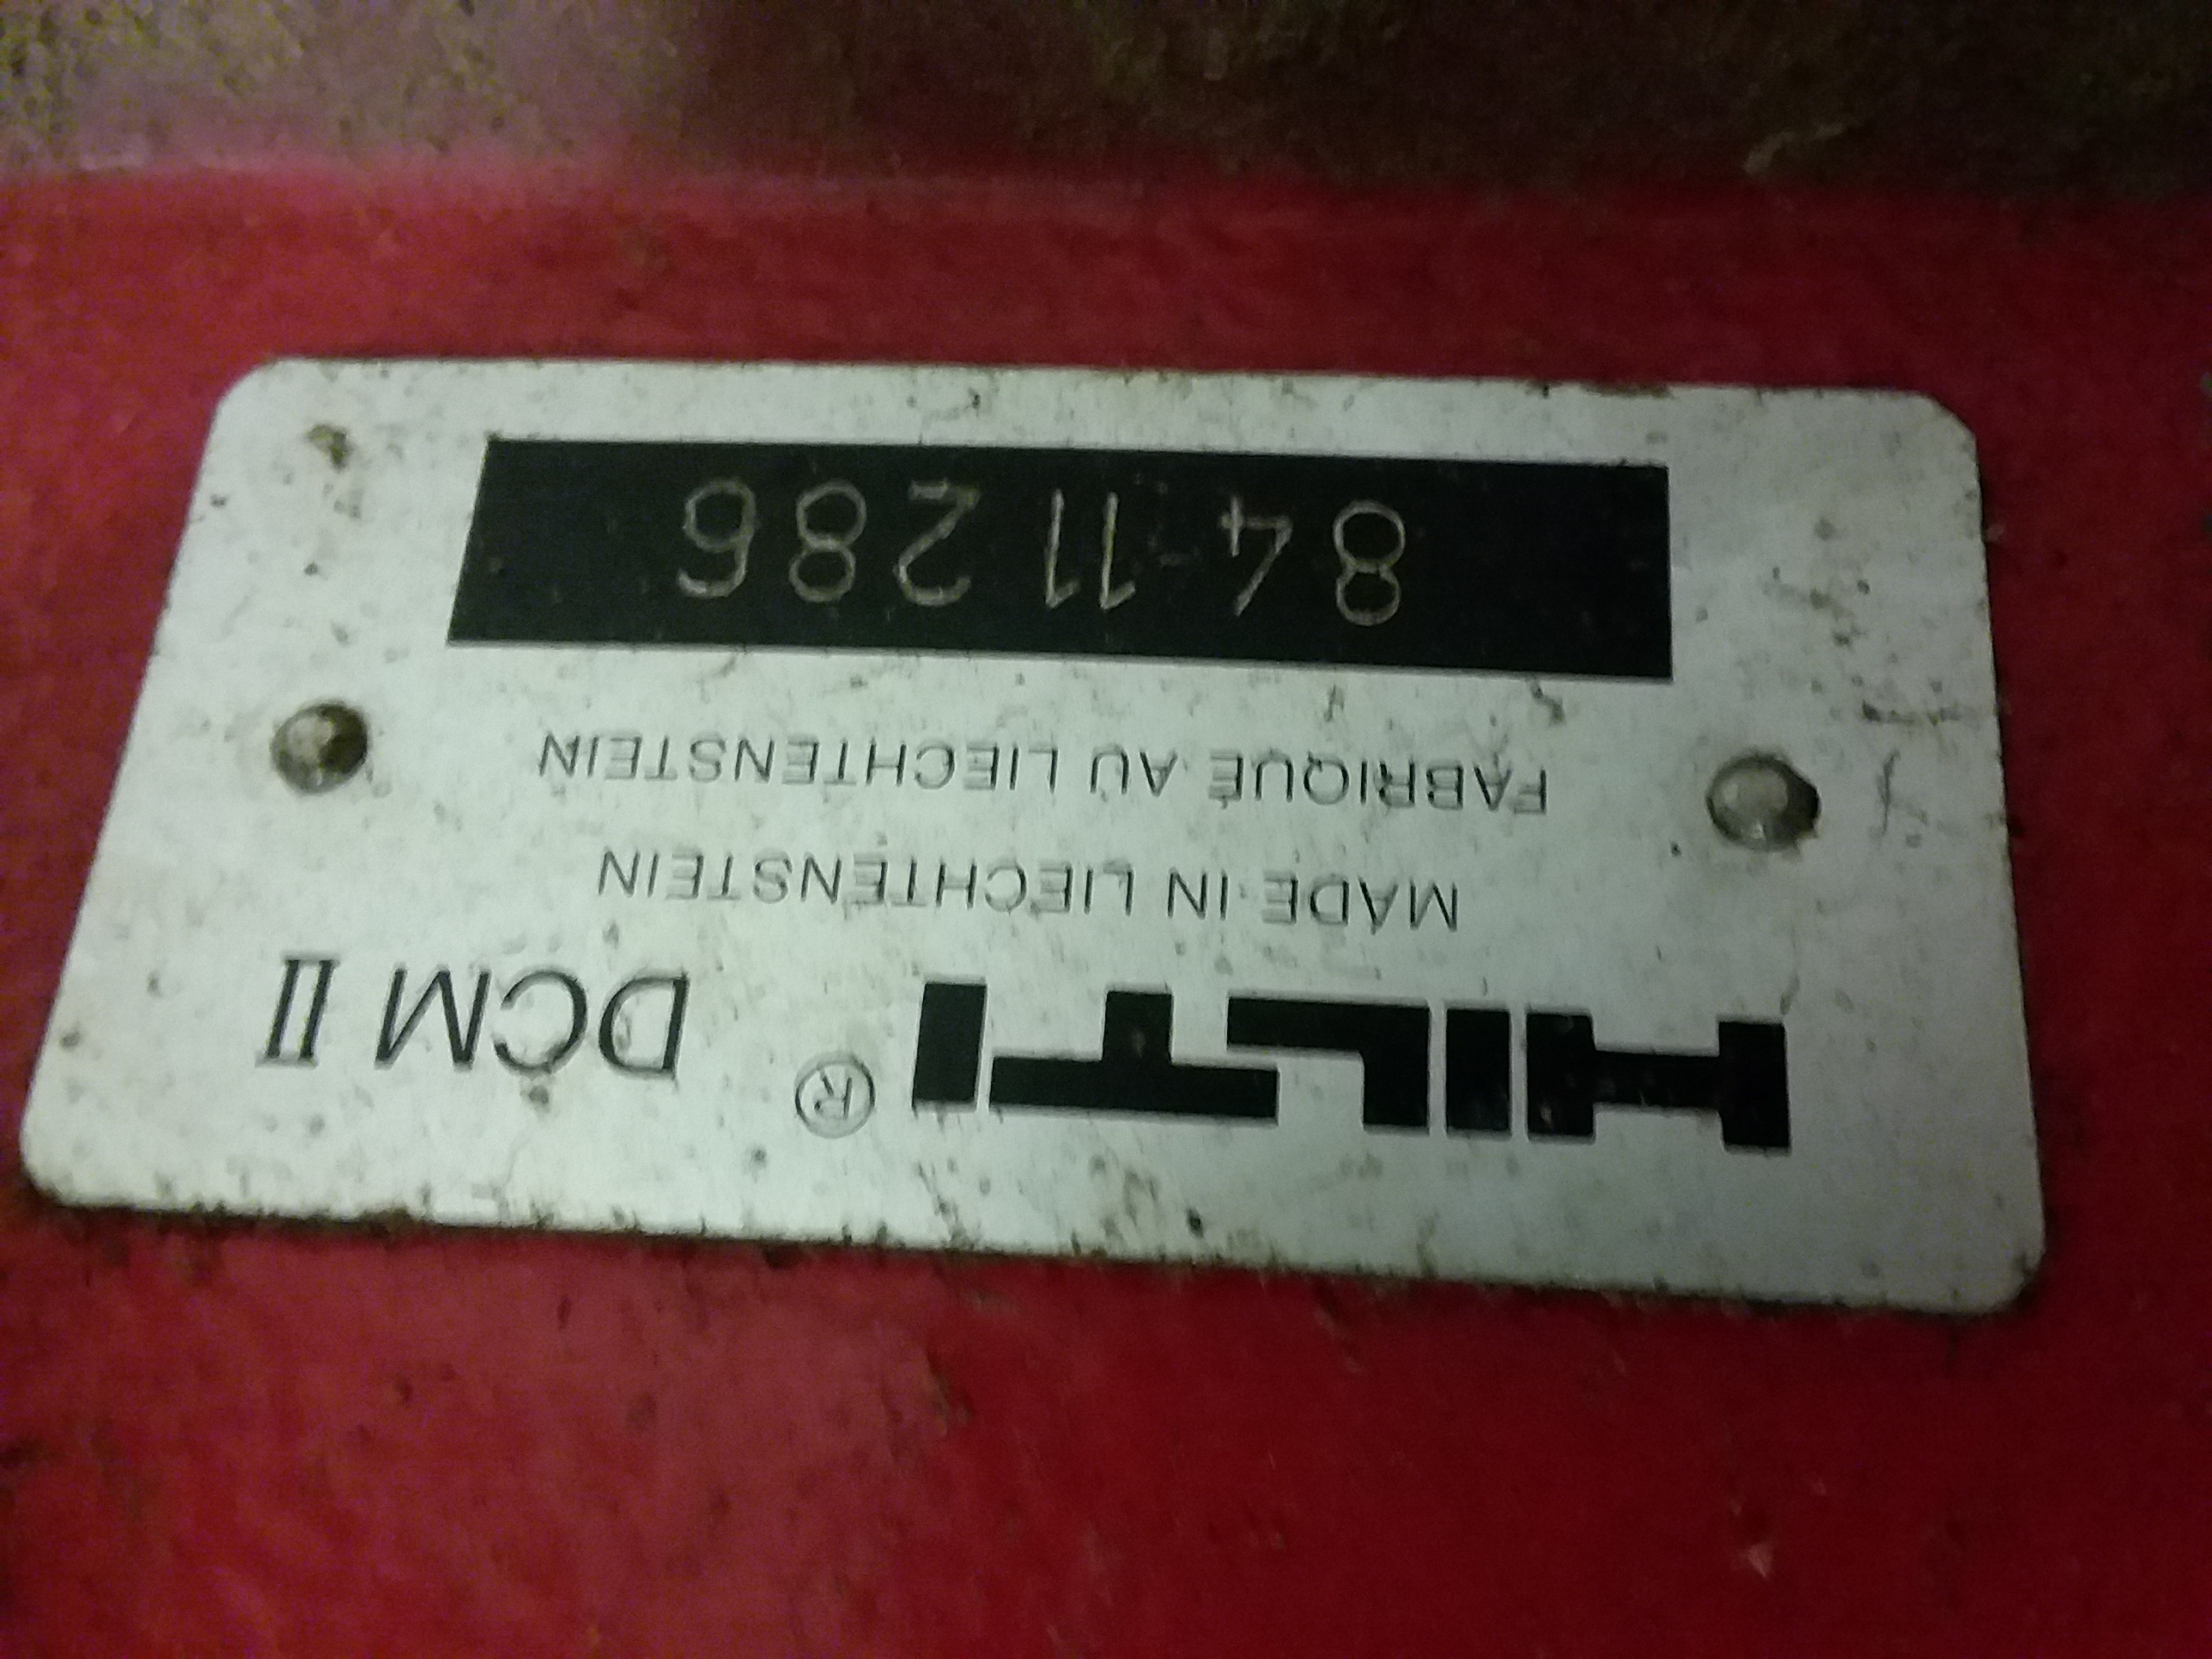 HILTI ® DCM II
MADE IN LIECHTENSTEIN
FABRIQUÉ AU LIECHTENSTEIN
84 11 286